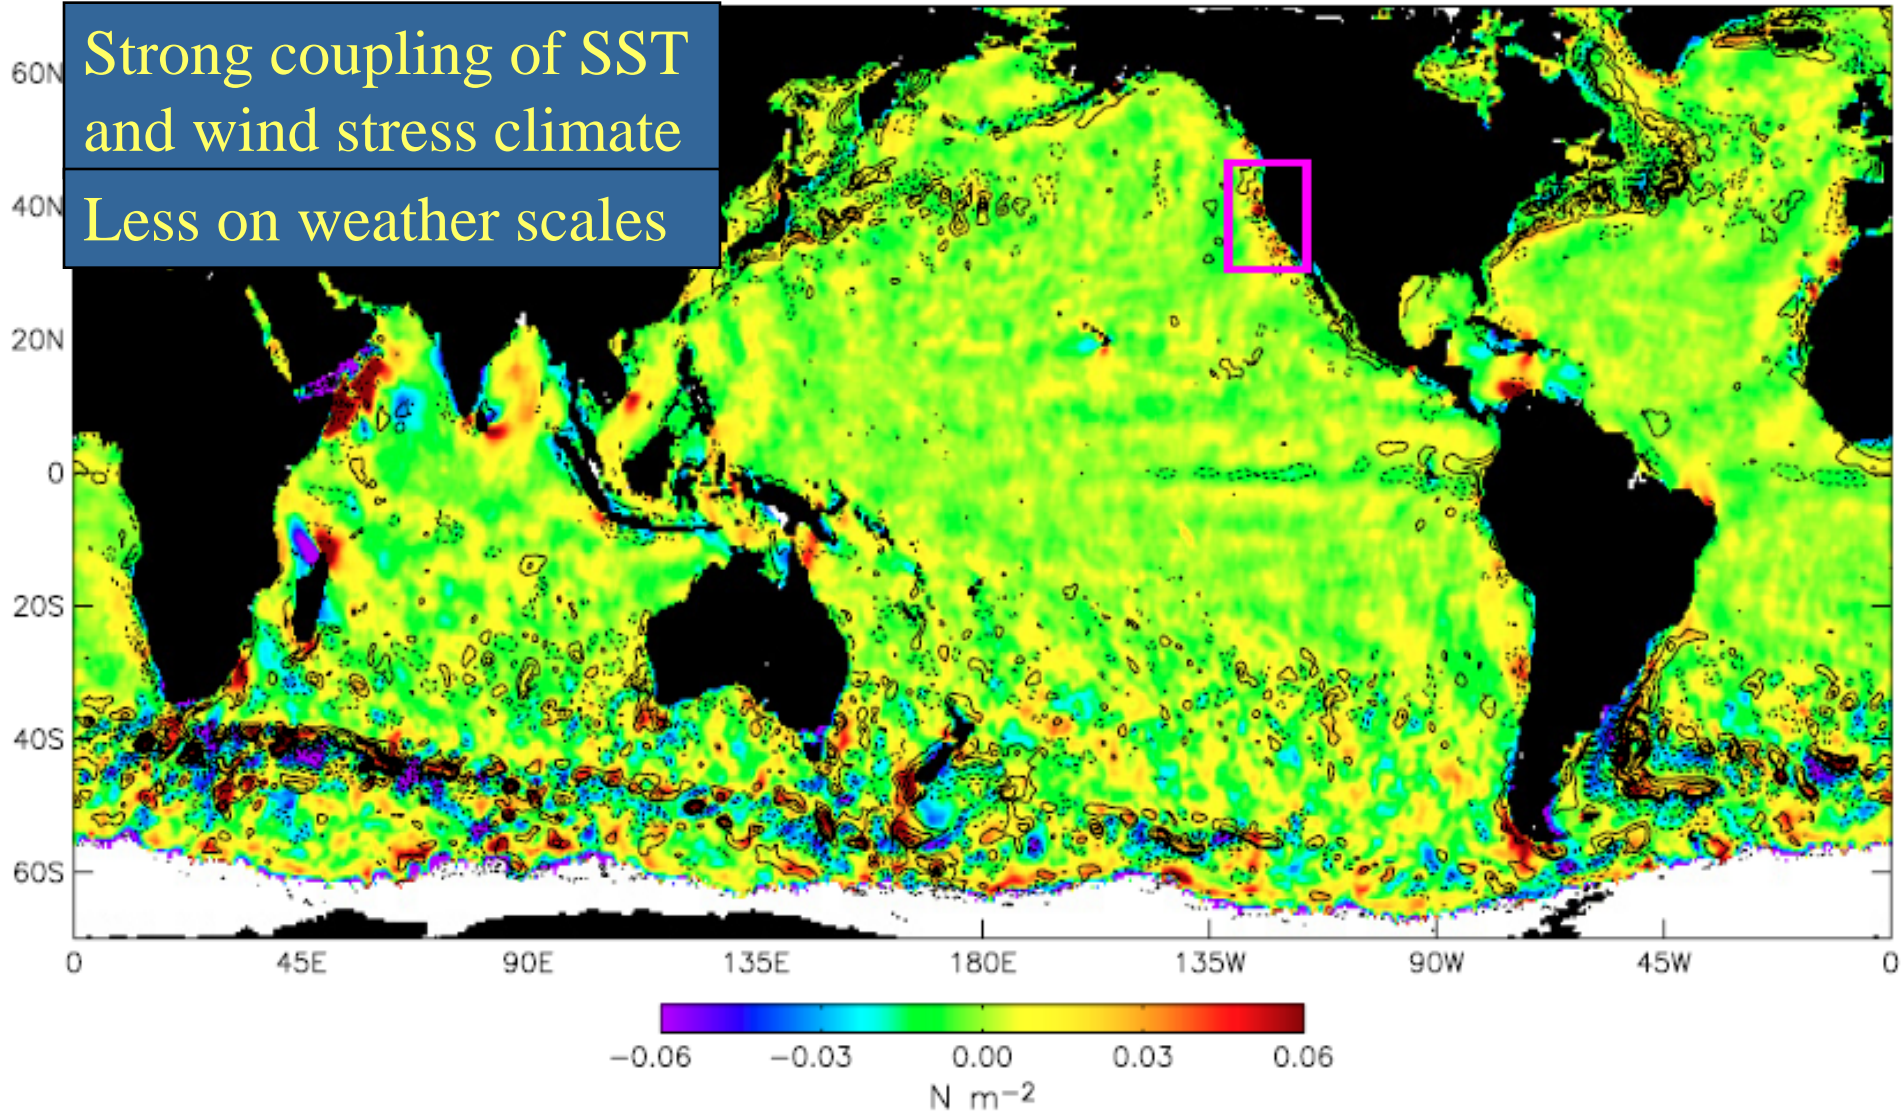 Strong coupling of SST
and wind stress climate
Less on weather scales
60N
40N
20N
0
20S
40S
60S
0 45E 90E 135E 180E 135W 90W 45W 0
−0.06 −0.03 0.00 0.03 0.06
N m⁻²